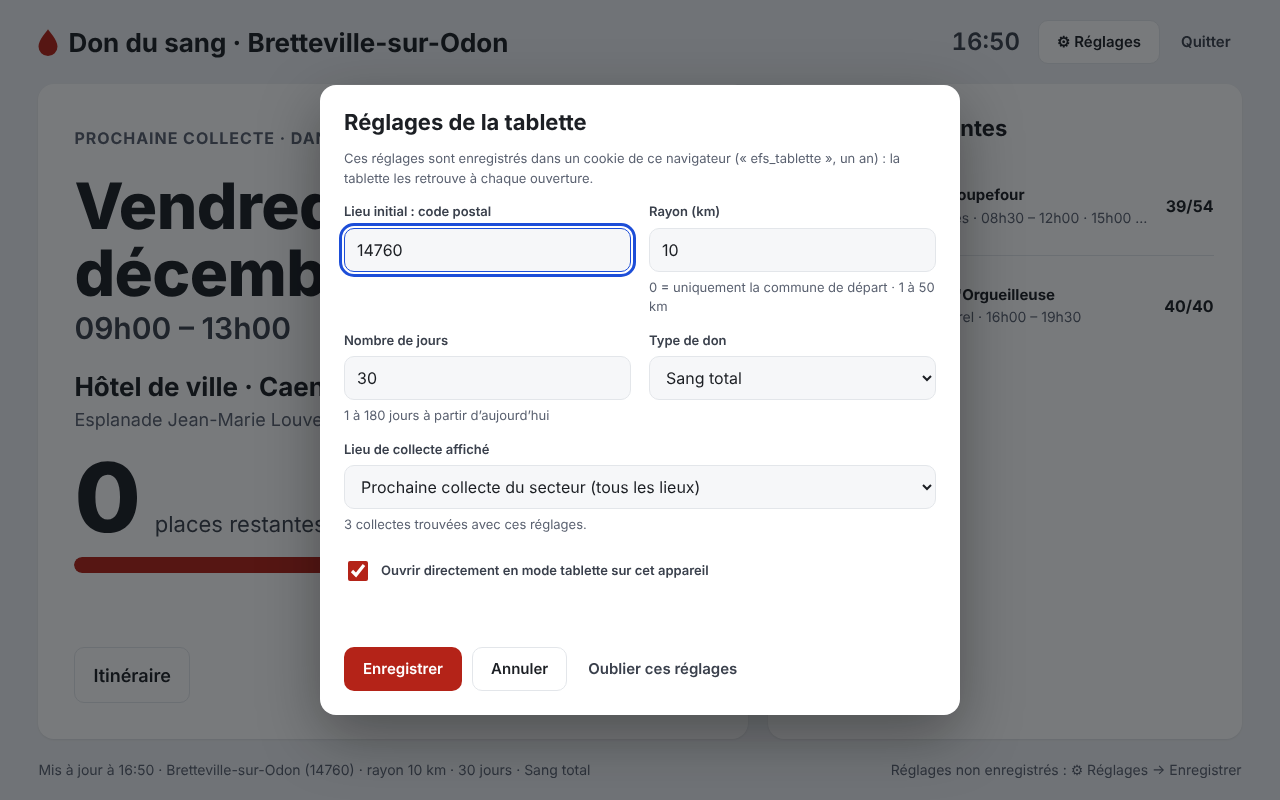 Don du sang · Bretteville-sur-Odon
16:50
⚙ Réglages
Quitter
PROCHAINE COLLECTE ·
Vendred
décemb
09h00 – 13h00
Hôtel de ville · Caen
Esplanade Jean-Marie Louve
0 places restantes
Itinéraire
Réglages de la tablette
Ces réglages sont enregistrés dans un cookie de ce navigateur (« efs_tablette », un an) : la
tablette les retrouve à chaque ouverture.
Lieu initial : code postal
14760
Rayon (km)
10
0 = uniquement la commune de départ · 1 à 50
km
Nombre de jours
30
1 à 180 jours à partir d’aujourd’hui
Type de don
Sang total
Lieu de collecte affiché
Prochaine collecte du secteur (tous les lieux)
3 collectes trouvées avec ces réglages.
Ouvrir directement en mode tablette sur cet appareil
Enregistrer
Annuler
Oublier ces réglages
ntes
oupefour
es · 08h30 – 12h00 · 15h00 ...
39/54
’Orgueilleuse
rel · 16h00 – 19h30
40/40
Mis à jour à 16:50 · Bretteville-sur-Odon (14760) · rayon 10 km · 30 jours · Sang total
Réglages non enregistrés : ⚙ Réglages → Enregistrer